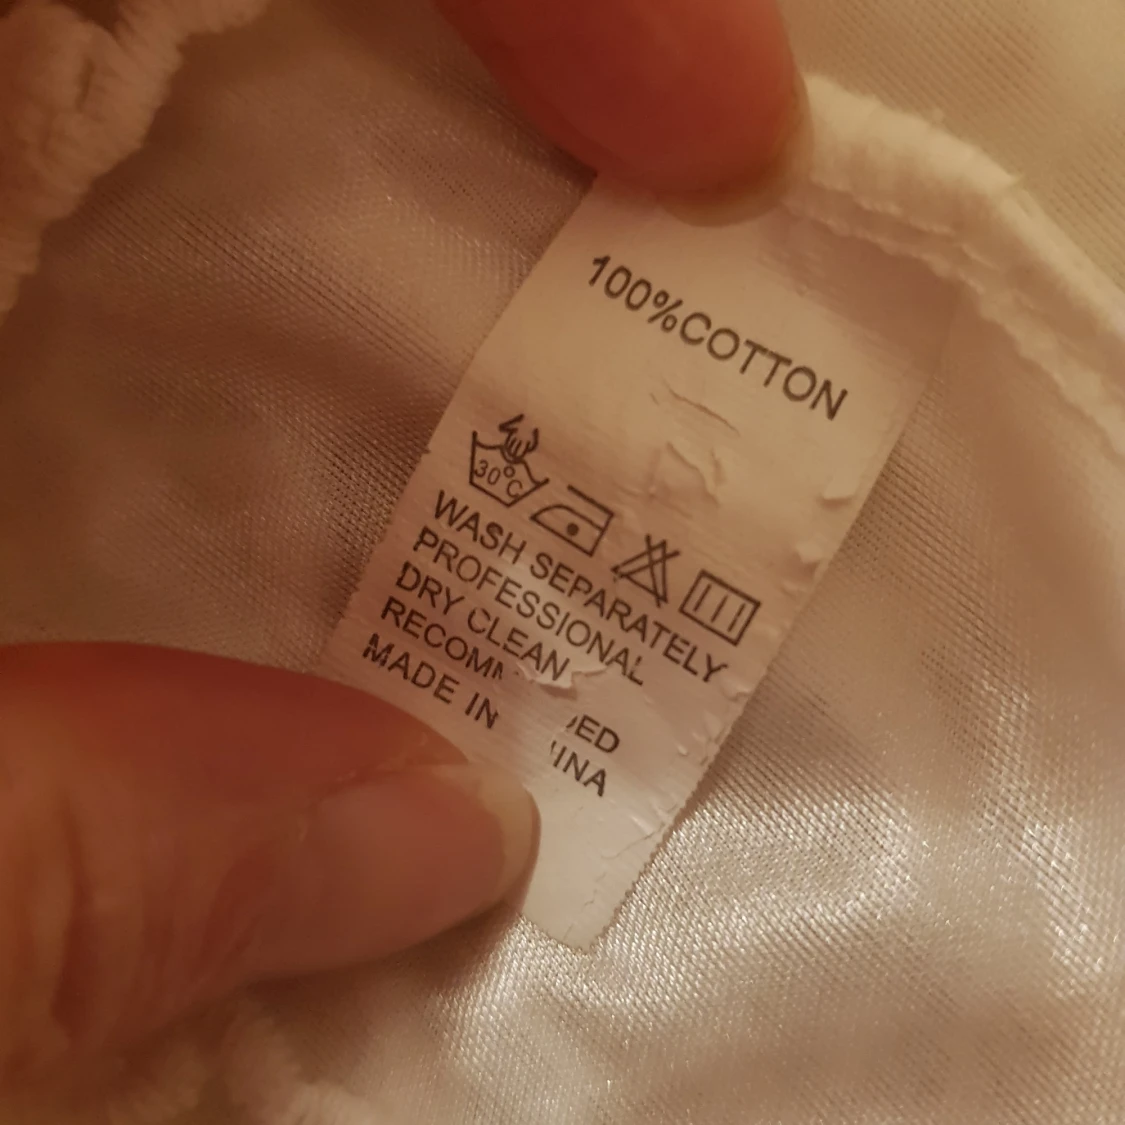 100%COTTON
30°C
WASH SEPARATELY
PROFESSIONAL
DRY CLEAN
MADE IN